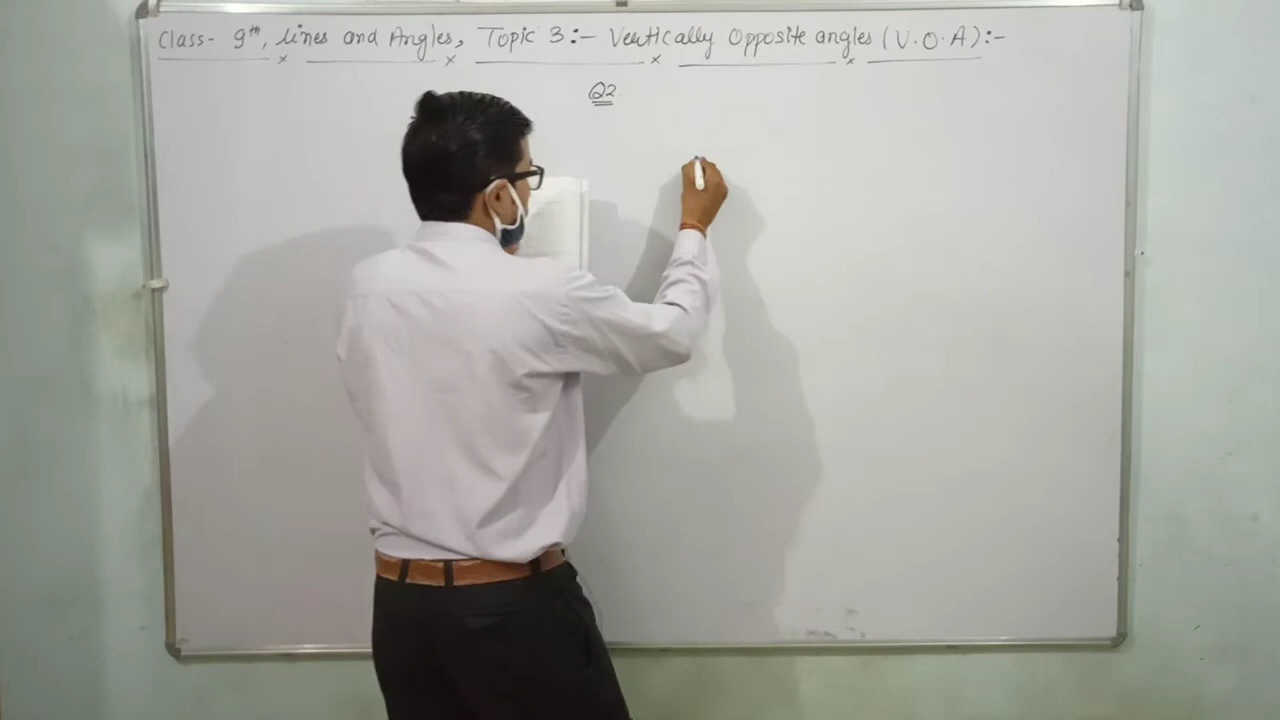 Class- 9th, Lines and Angles, Topic 3:- Vertically Opposite angles (V.O.A):-
Q2